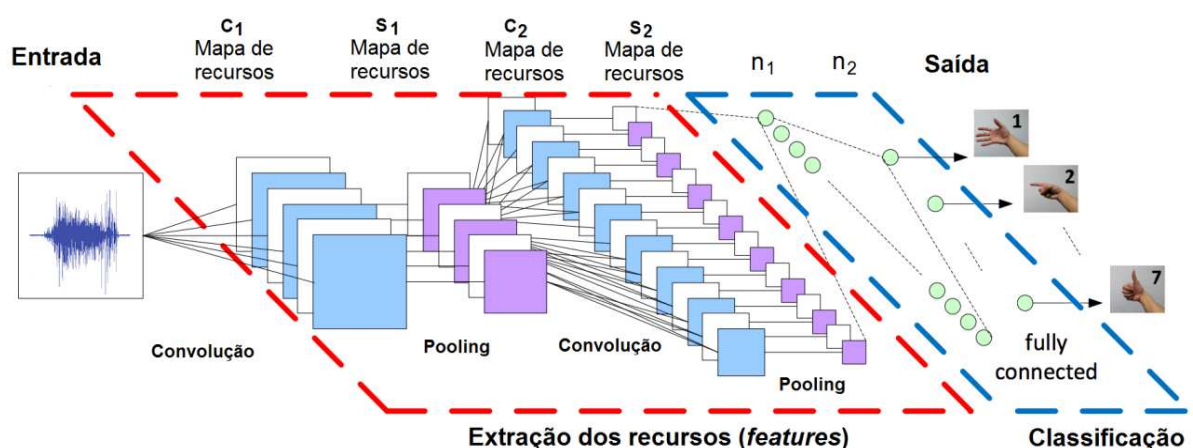 Entrada
C1
Mapa de
recursos
S1
Mapa de
recursos
C2
Mapa de
recursos
S2
Mapa de
recursos
n1
n2
Saída
1
2
7
Convolução
Pooling
Convolução
Pooling
fully
connected
Extração dos recursos (features)
Classificação